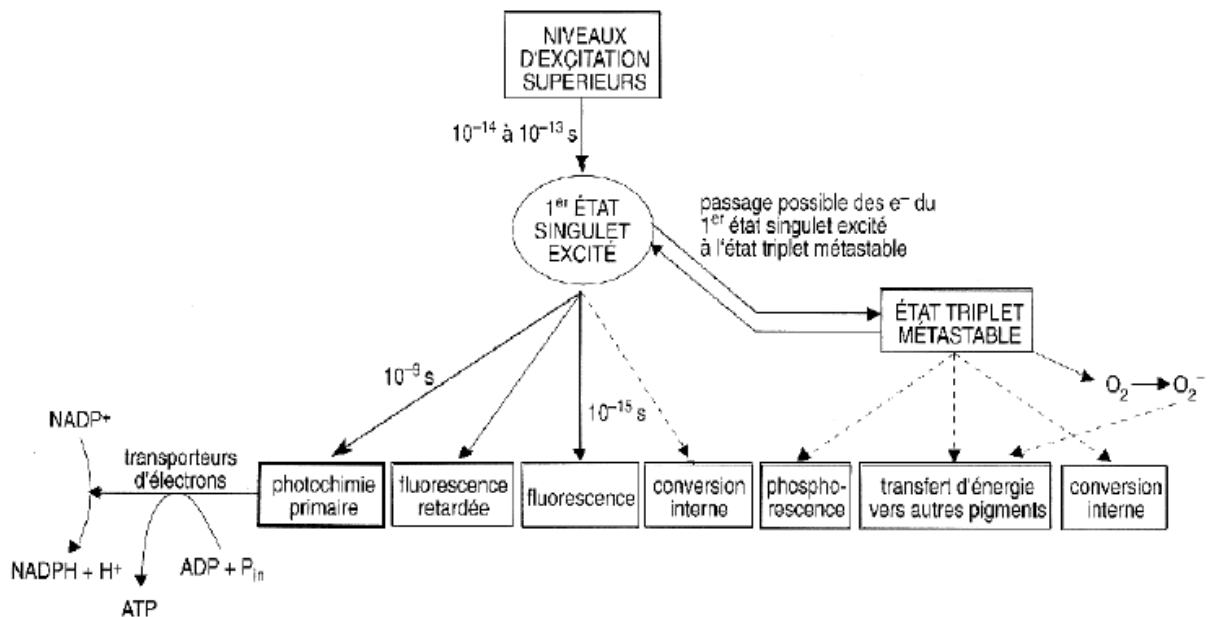 NIVEAUX
D'EXÇITATION
SUPÉRIEURS
10⁻¹⁴ à 10⁻¹³ s
1er ÉTAT
SINGULET
EXCITÉ
passage possible des e⁻ du
1er état singulet excité
à l'état triplet métastable
ÉTAT TRIPLET
MÉTASTABLE
10⁻⁹ s
10⁻¹⁵ s
O₂ O₂⁻
NADP⁺
transporteurs
d'électrons
photochimie
primaire
fluorescence
retardée
fluorescence
conversion
interne
phospho-
rescence
transfert d'énergie
vers autres pigments
conversion
interne
NADPH + H⁺
ADP + Pin
ATP